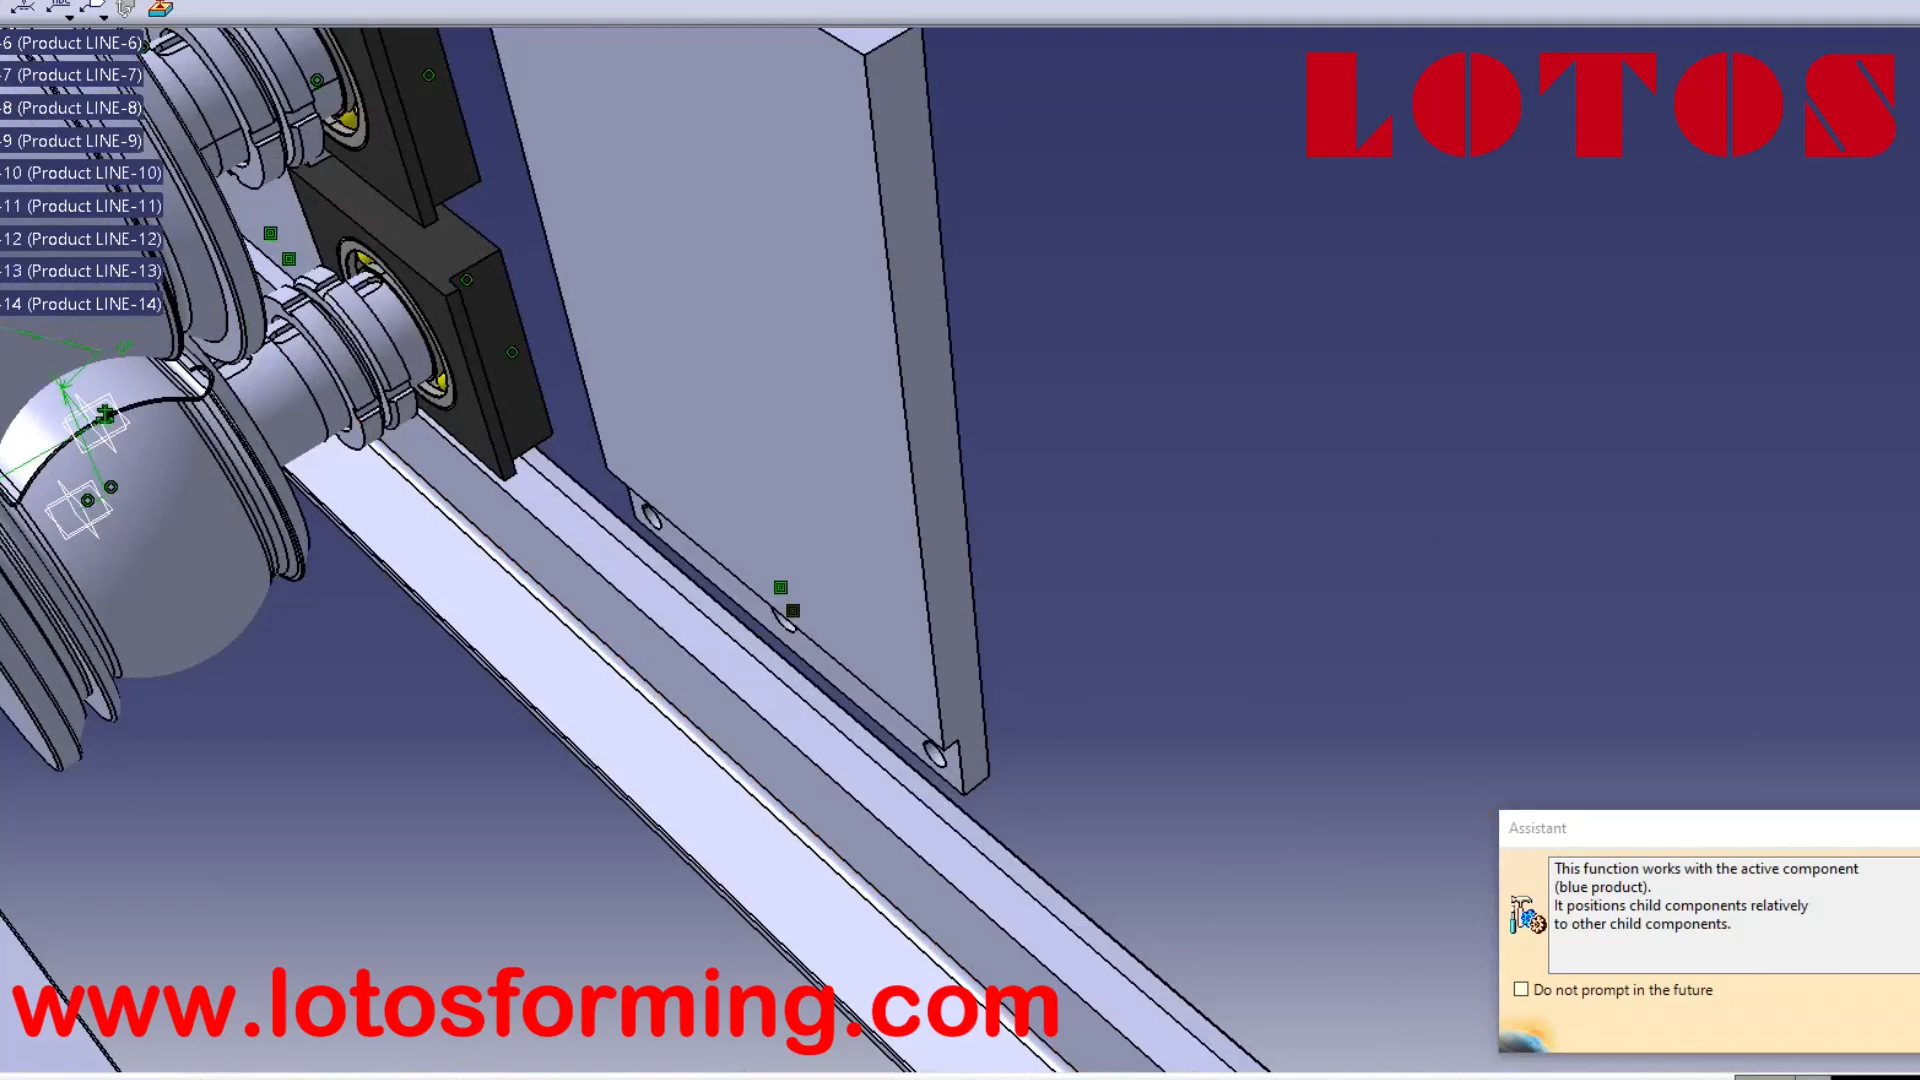 -6 (Product LINE-6)
-7 (Product LINE-7)
-8 (Product LINE-8)
-9 (Product LINE-9)
-10 (Product LINE-10)
-11 (Product LINE-11)
-12 (Product LINE-12)
-13 (Product LINE-13)
-14 (Product LINE-14)
LOTOS
Assistant
This function works with the active component
(blue product).
It positions child components relatively
to other child components.
Do not prompt in the future
www.lotosforming.com